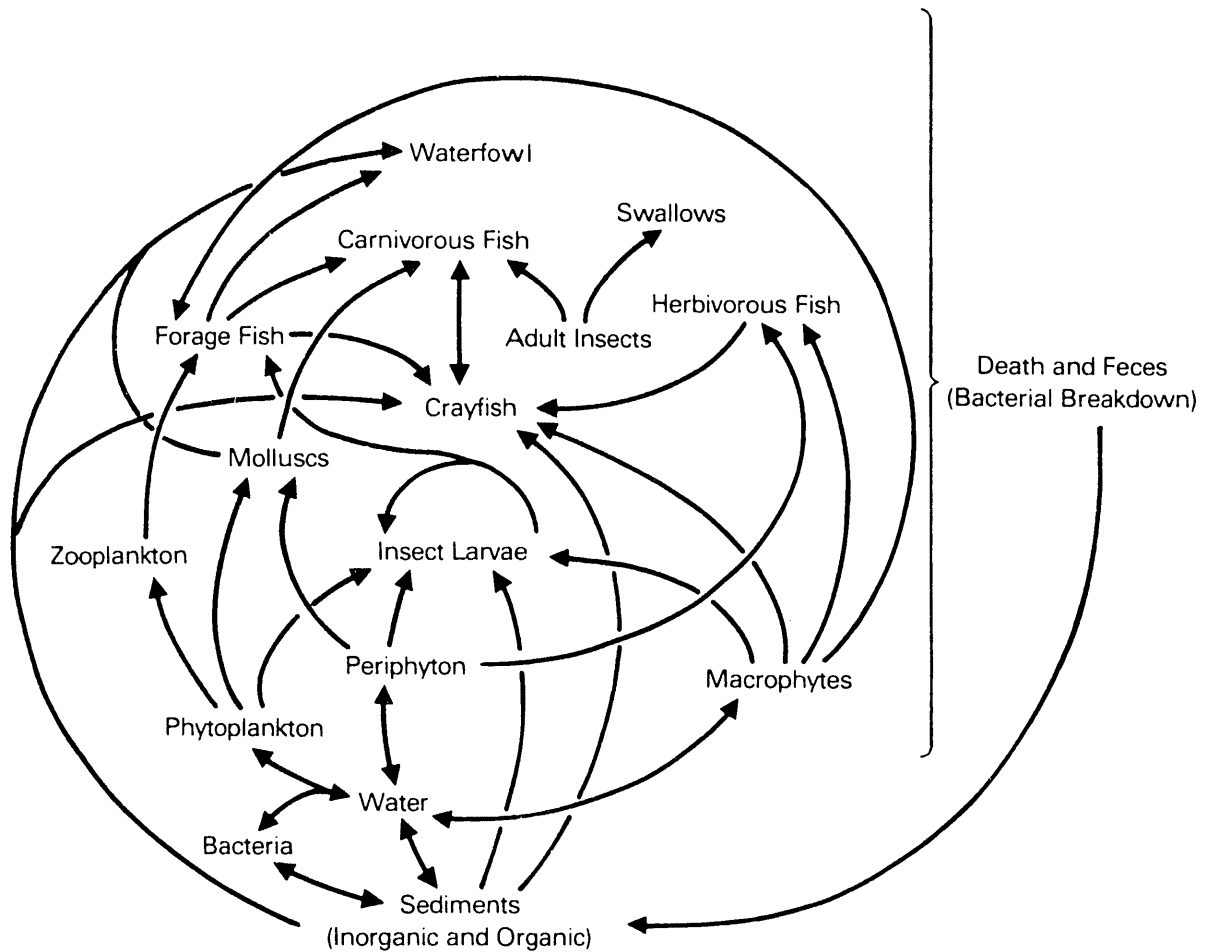 Waterfowl
Swallows
Carnivorous Fish
Herbivorous Fish
Forage Fish
Adult Insects
Death and Feces
(Bacterial Breakdown)
Crayfish
Molluscs
Zooplankton
Insect Larvae
Periphyton
Macrophytes
Phytoplankton
Water
Bacteria
Sediments
(Inorganic and Organic)